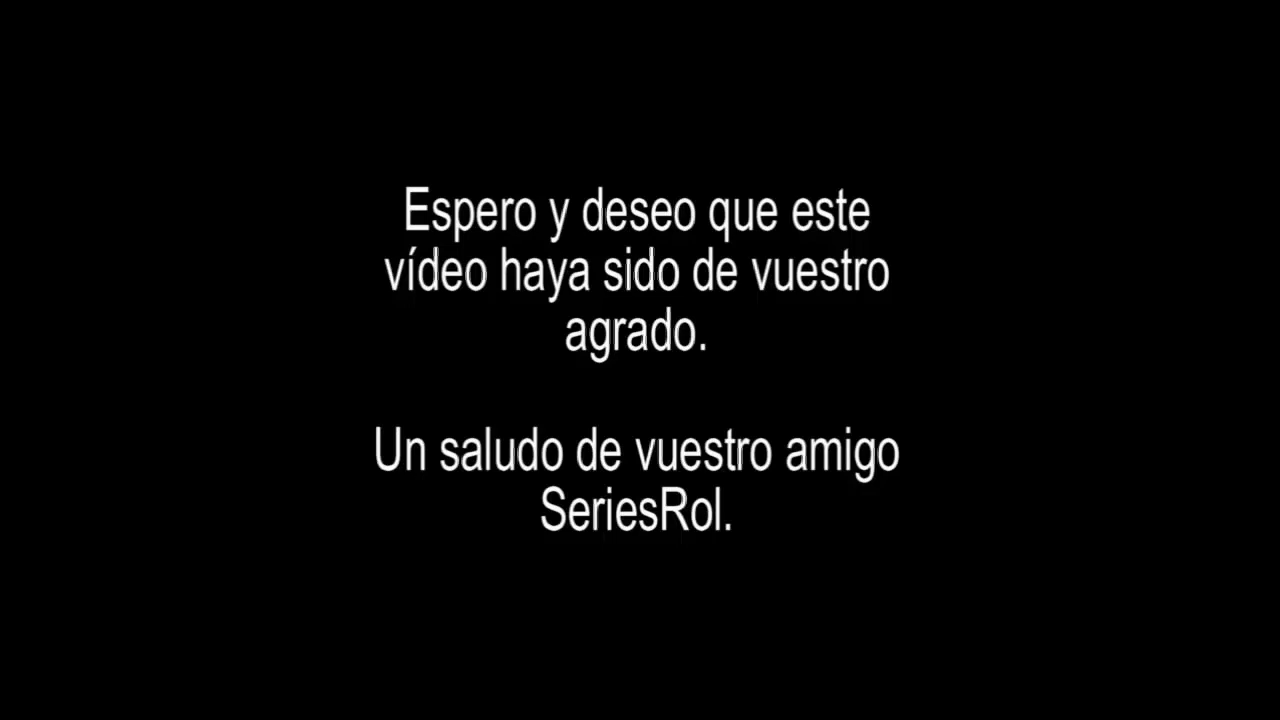 Espero y deseo que este
vídeo haya sido de vuestro
agrado.
Un saludo de vuestro amigo
SeriesRol.